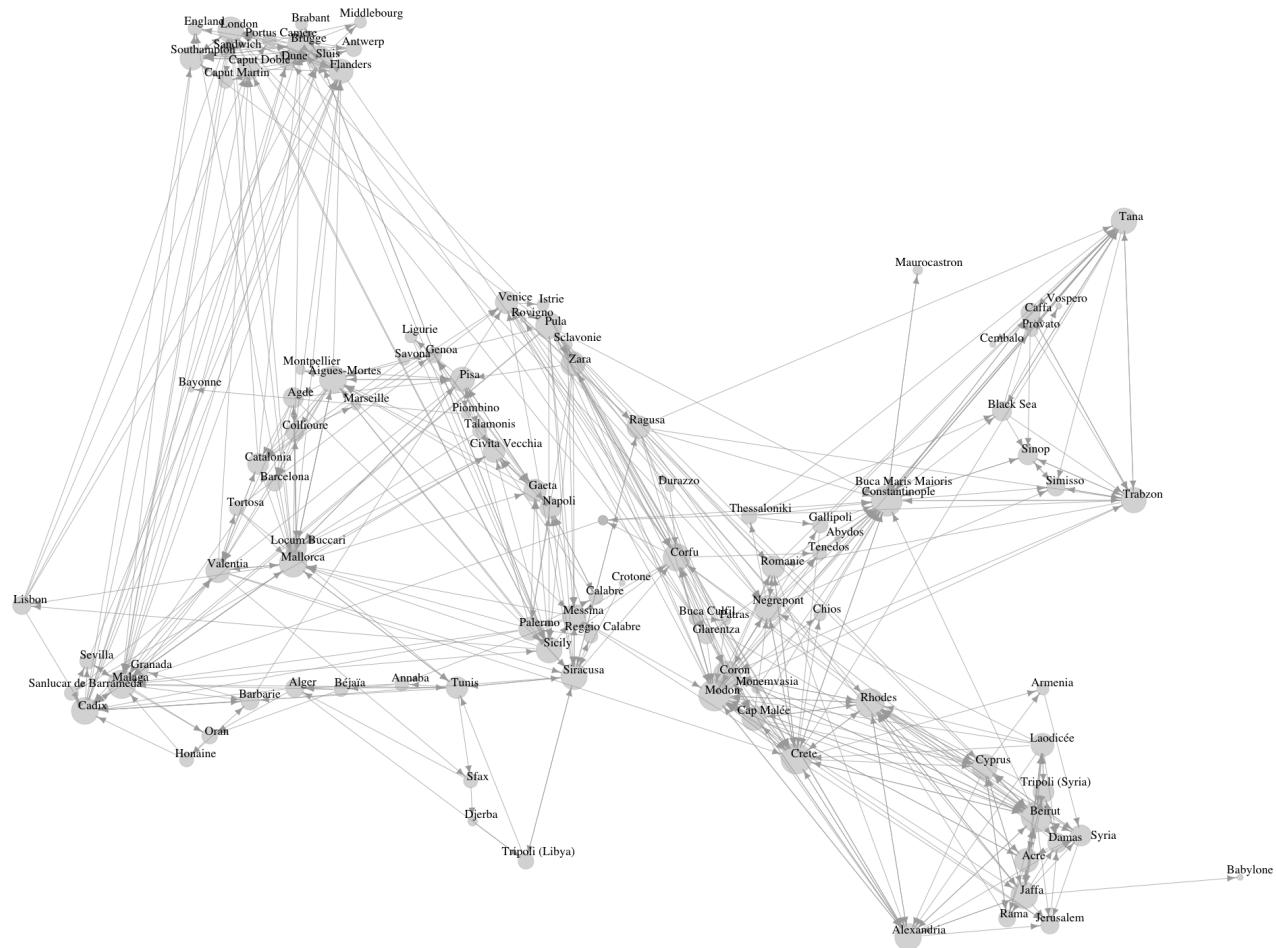 Middlebourg
Brabant
England
London
Portus Camere
Brugge
Antwerp
Sandwich
Southampton
Caput Doble
Dune
Sluis
Flanders
Caput Martin
Tana
Maurocastron
Venice
Istrie
Vospero
Rovigno
Caffa
Pula
Provato
Ligurie
Sclavonie
Cembalo
Savona
Genoa
Zara
Montpellier
Aigues-Mortes
Pisa
Bayonne
Agde
Marseille
Black Sea
Piombino
Talamonis
Ragusa
Collioure
Civita Vecchia
Sinop
Catalonia
Barcelona
Durazzo
Buca Maris Maioris
Simisso
Gaeta
Constantinople
Trabzon
Tortosa
Napoli
Thessaloniki
Gallipoli
Abydos
Locum Buccari
Tenedos
Mallorca
Corfu
Valentia
Romanie
Crotone
Calabre
Lisbon
Negrepont
Messina
Buca Culfil
Patras
Chios
Palermo
Reggio Calabre
Glarentza
Sicily
Sevilla
Granada
Siracusa
Coron
Malaga
Sanlucar de Barrameda
Alger
Béjaïa
Annaba
Tunis
Monemvasia
Modon
Armenia
Barbarie
Rhodes
Cadix
Cap Malée
Oran
Laodicée
Honaine
Crete
Cyprus
Sfax
Tripoli (Syria)
Djerba
Beirut
Damas
Syria
Tripoli (Libya)
Acre
Babylone
Jaffa
Rama
Jerusalem
Alexandria